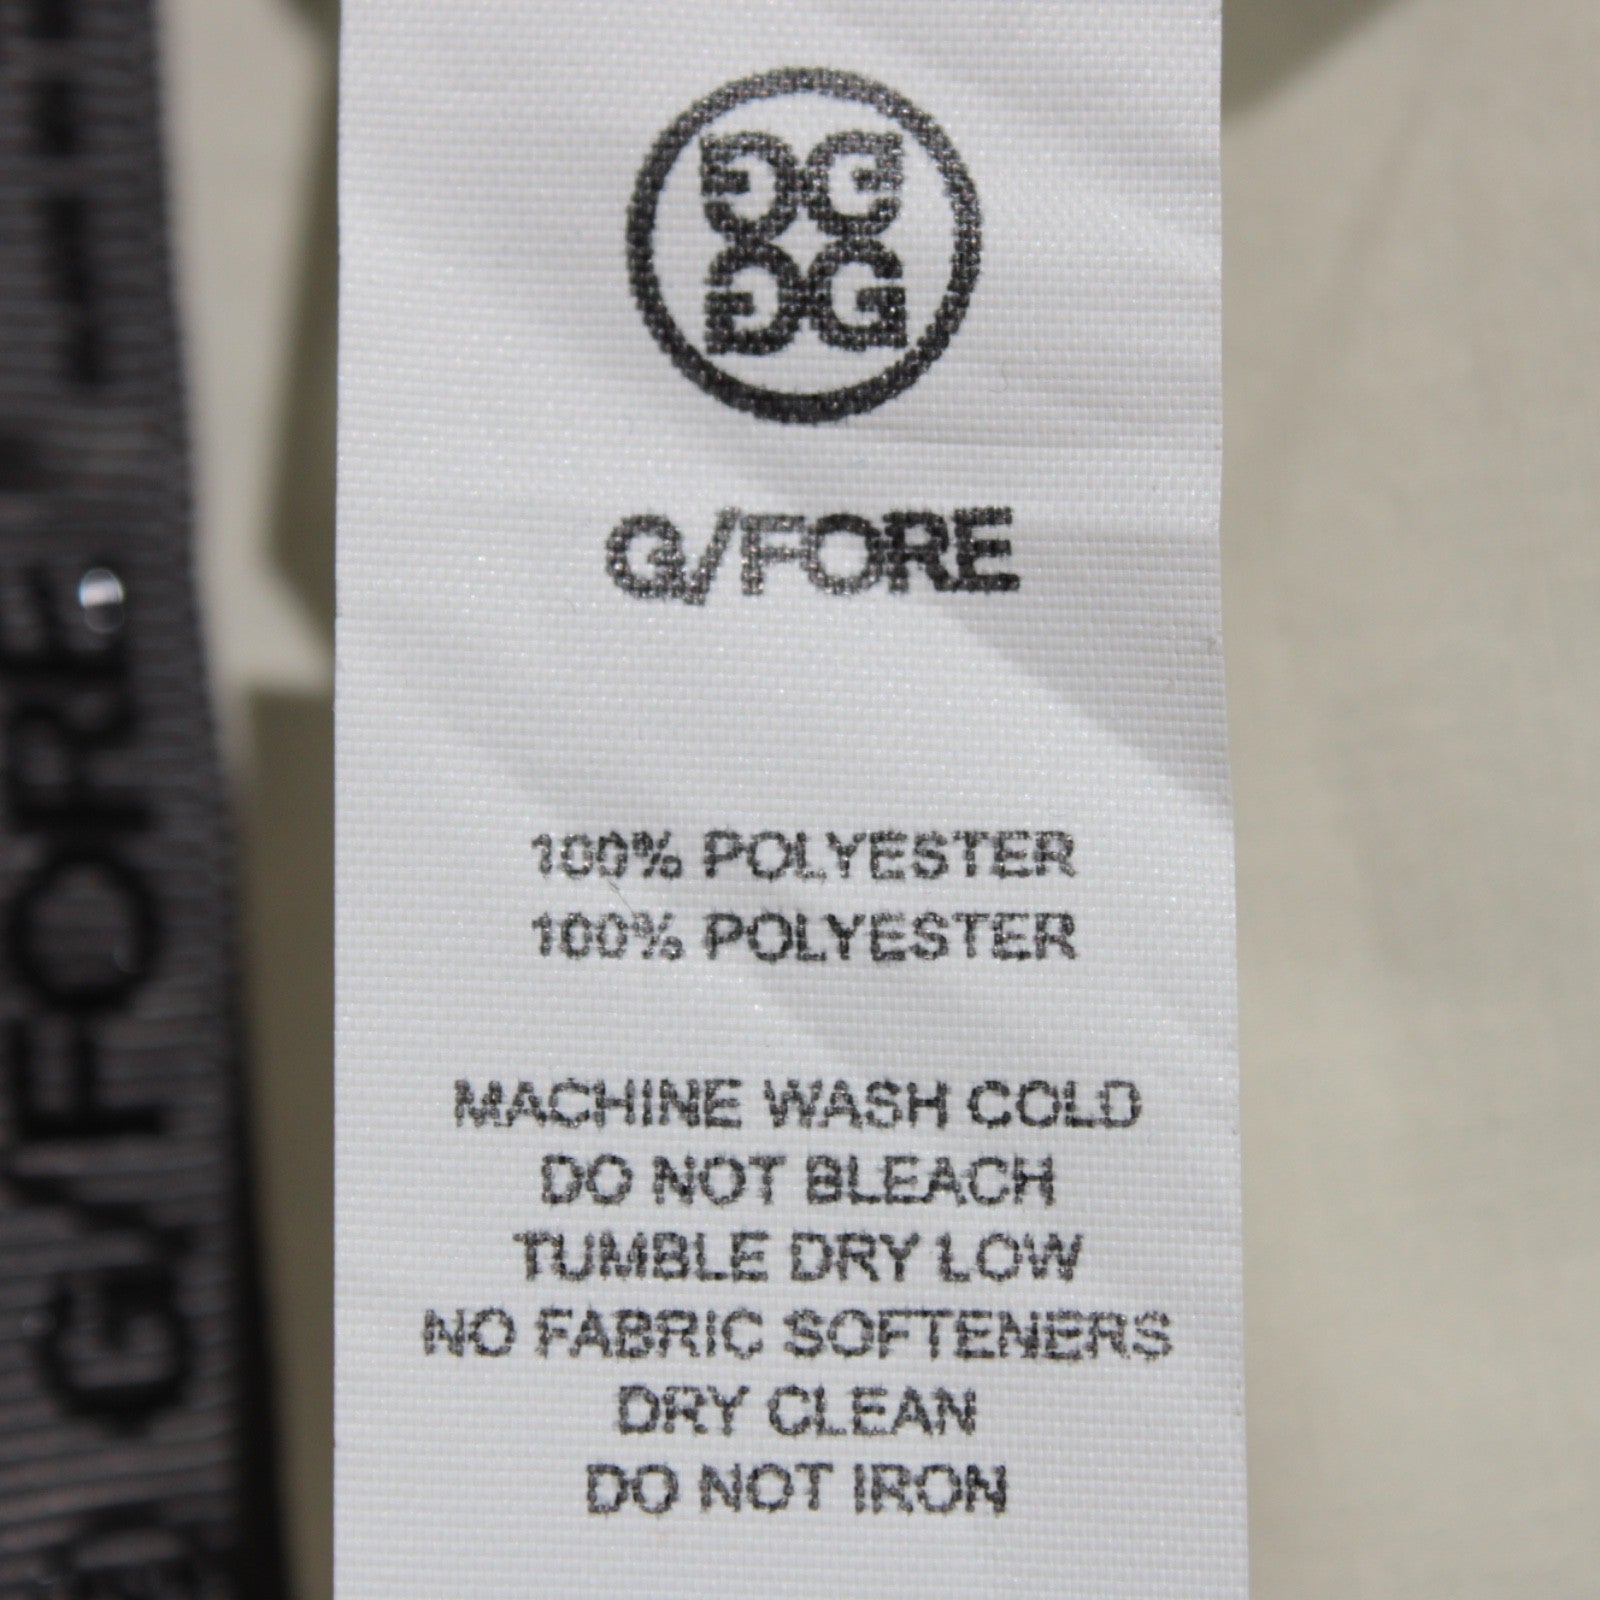 G/FORE
100% POLYESTER
100% POLYESTER
MACHINE WASH COLD
DO NOT BLEACH
TUMBLE DRY LOW
NO FABRIC SOFTENERS
DRY CLEAN
DO NOT IRON
G/FORE.